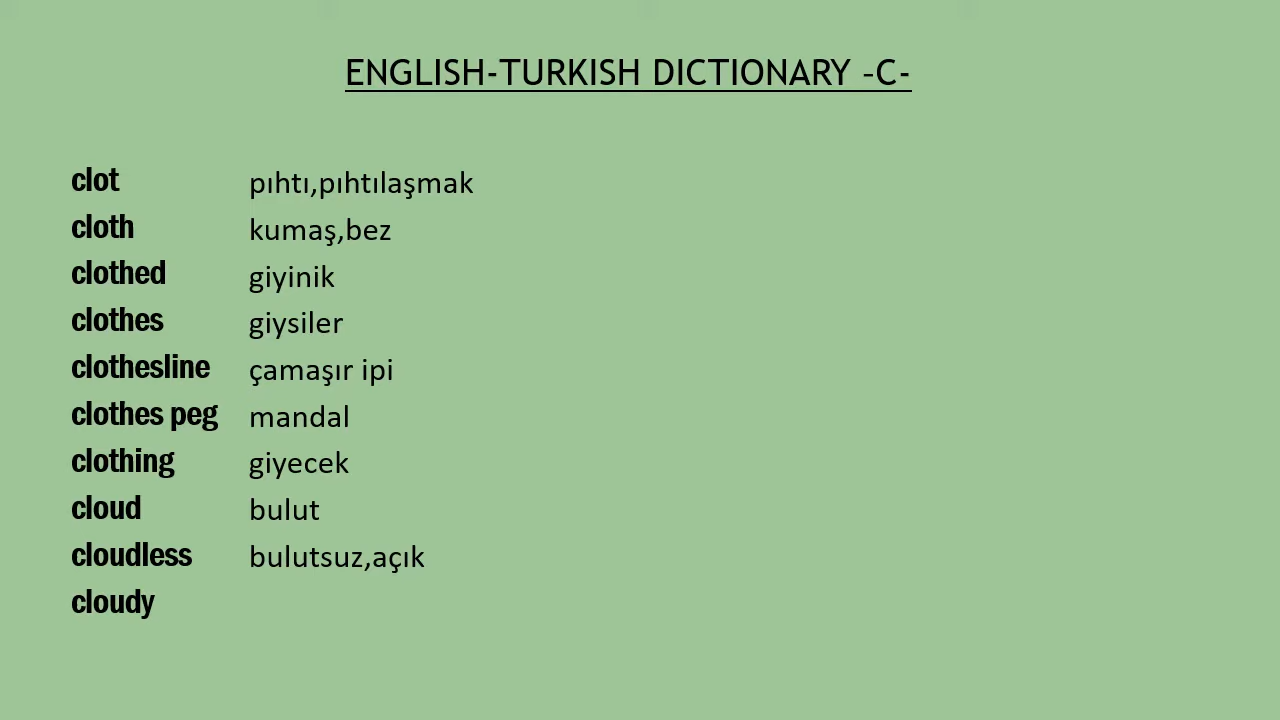 ENGLISH-TURKISH DICTIONARY –C-
clot pıhtı,pıhtılaşmak
cloth kumaş,bez
clothed giyinik
clothes giysiler
clothesline çamaşır ipi
clothes peg mandal
clothing giyecek
cloud bulut
cloudless bulutsuz,açık
cloudy